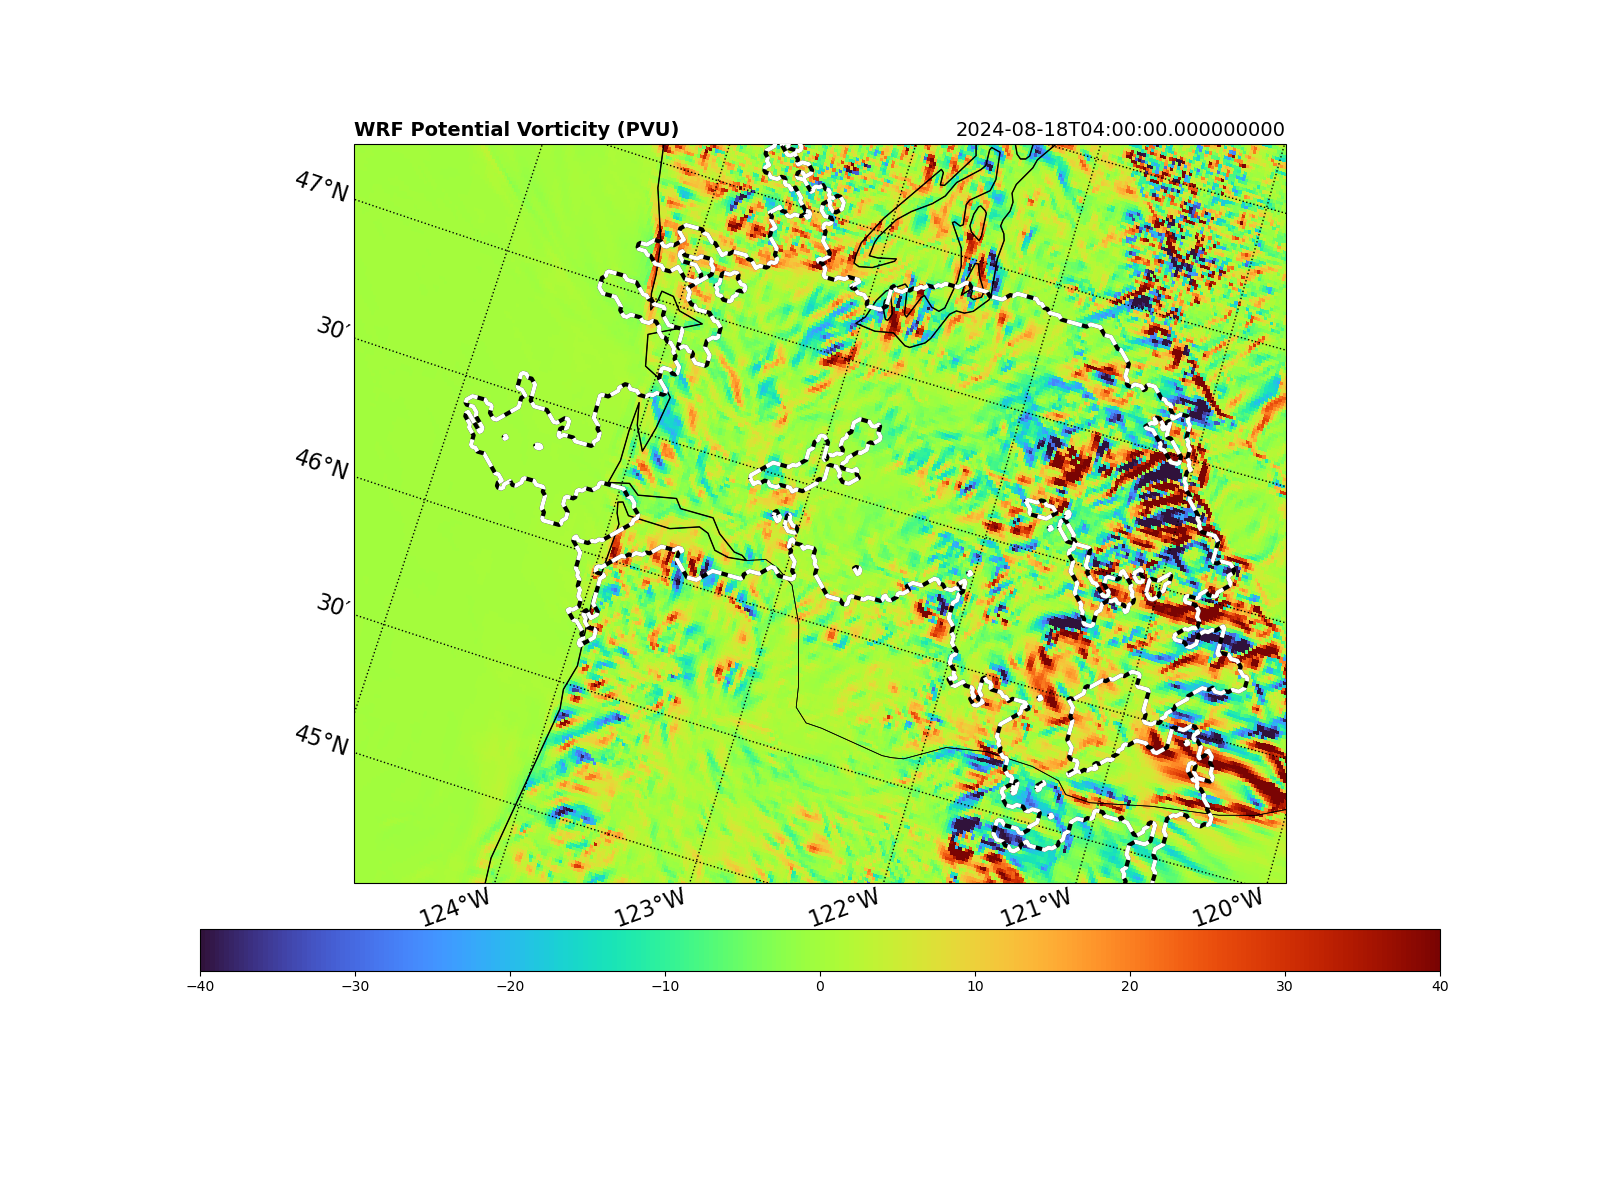 WRF Potential Vorticity (PVU) 2024-08-18T04:00:00.000000000
47°N
30′
46°N
30′
45°N
124°W 123°W 122°W 121°W 120°W
−40 −30 −20 −10 0 10 20 30 40